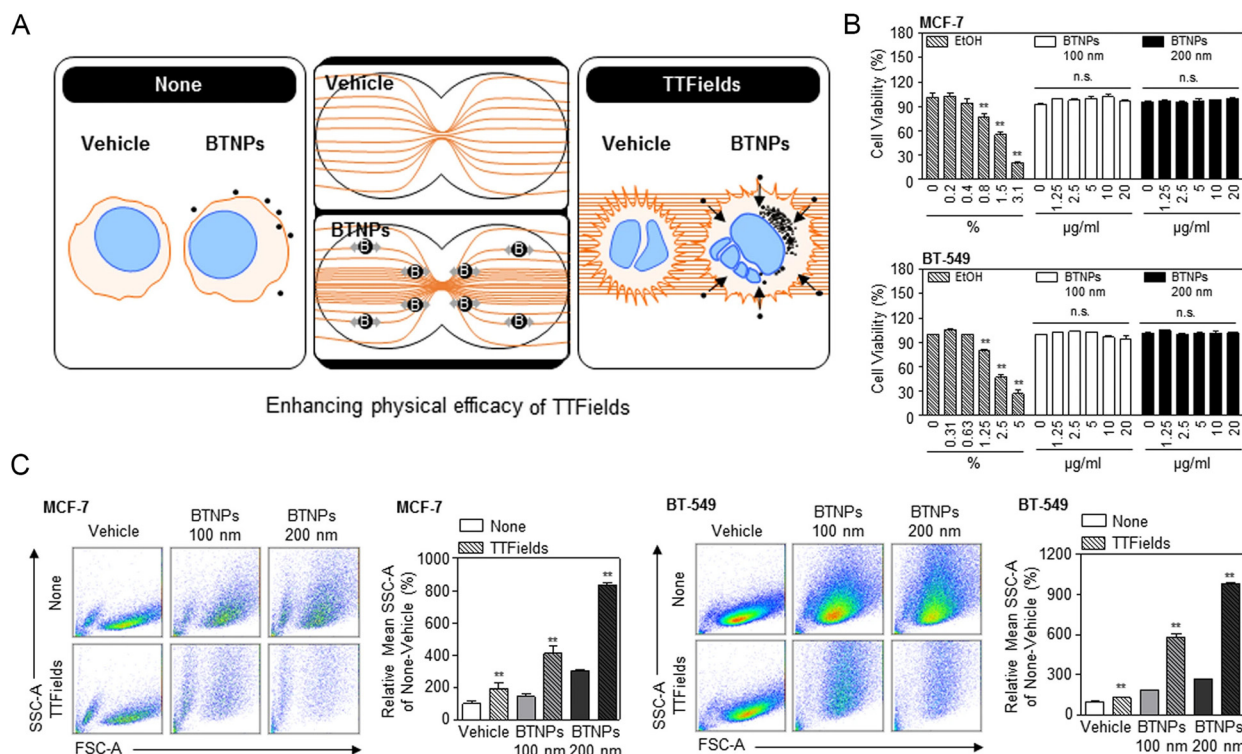 A
None
Vehicle BTNPs
Vehicle
BTNPs
B B
B B
B B
B B
TTFields
Vehicle BTNPs
Enhancing physical efficacy of TTFields
B
MCF-7
Cell Viability (%)
180
150
120
90
60
30
0
EtOH
BTNPs
100 nm
BTNPs
200 nm
n.s. n.s.
** ** **
0 0.2 0.4 0.8 1.5 3.1
%
0 1.25 2.5 5 10 20
µg/ml
0 1.25 2.5 5 10 20
µg/ml
BT-549
Cell Viability (%)
180
150
120
90
60
30
0
EtOH
BTNPs
100 nm
BTNPs
200 nm
n.s. n.s.
** ** **
0 0.31 0.63 1.25 2.5 5
%
0 1.25 2.5 5 10 20
µg/ml
0 1.25 2.5 5 10 20
µg/ml
C
MCF-7
Vehicle
BTNPs
100 nm
BTNPs
200 nm
None
TTFields
SSC-A
FSC-A
MCF-7
None
TTFields
Relative Mean SSC-A
of None-Vehicle (%)
1000
800
600
400
200
0
** ** **
Vehicle BTNPs BTNPs
100 nm 200 nm
BT-549
Vehicle
BTNPs
100 nm
BTNPs
200 nm
None
TTFields
SSC-A
FSC-A
BT-549
None
TTFields
Relative Mean SSC-A
of None-Vehicle (%)
1200
900
600
300
0
** ** **
Vehicle BTNPs BTNPs
100 nm 200 nm